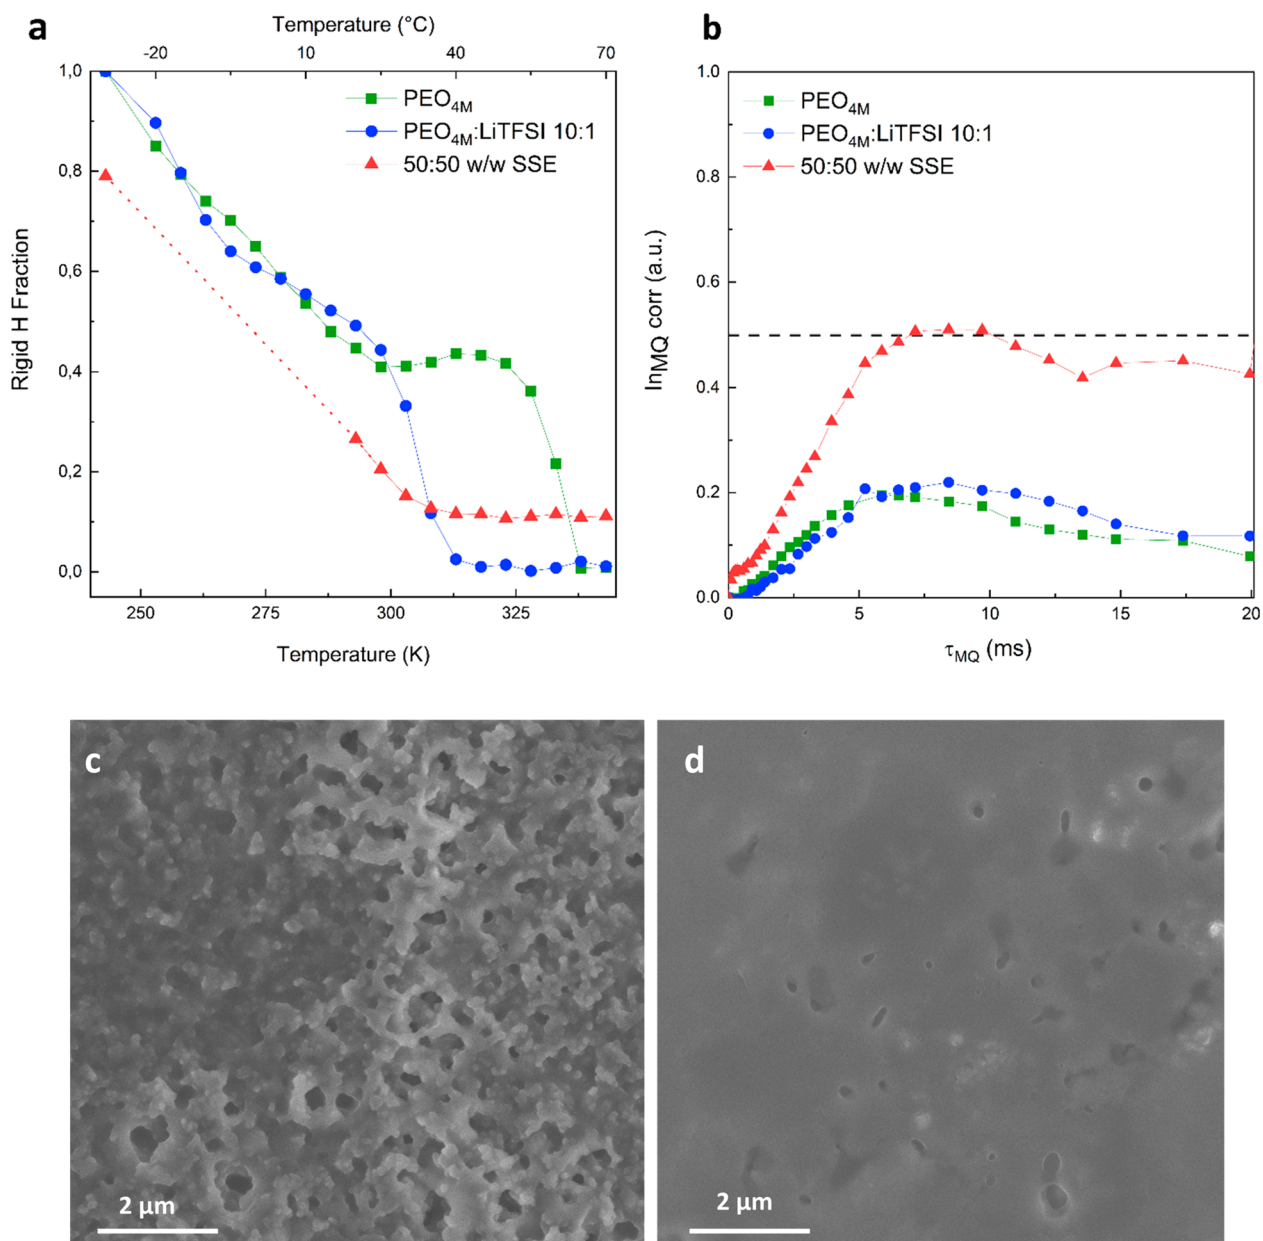 a
Temperature (°C)
-20 10 40 70
1,0
0,8
0,6
0,4
0,2
0,0
Rigid H Fraction
PEO4M
PEO4M:LiTFSI 10:1
50:50 w/w SSE
250 275 300 325
Temperature (K)
b
1.0
0.8
0.6
0.4
0.2
0.0
InMQ corr (a.u.)
PEO4M
PEO4M:LiTFSI 10:1
50:50 w/w SSE
0 5 10 15 20
τMQ (ms)
c
2 µm
d
2 µm